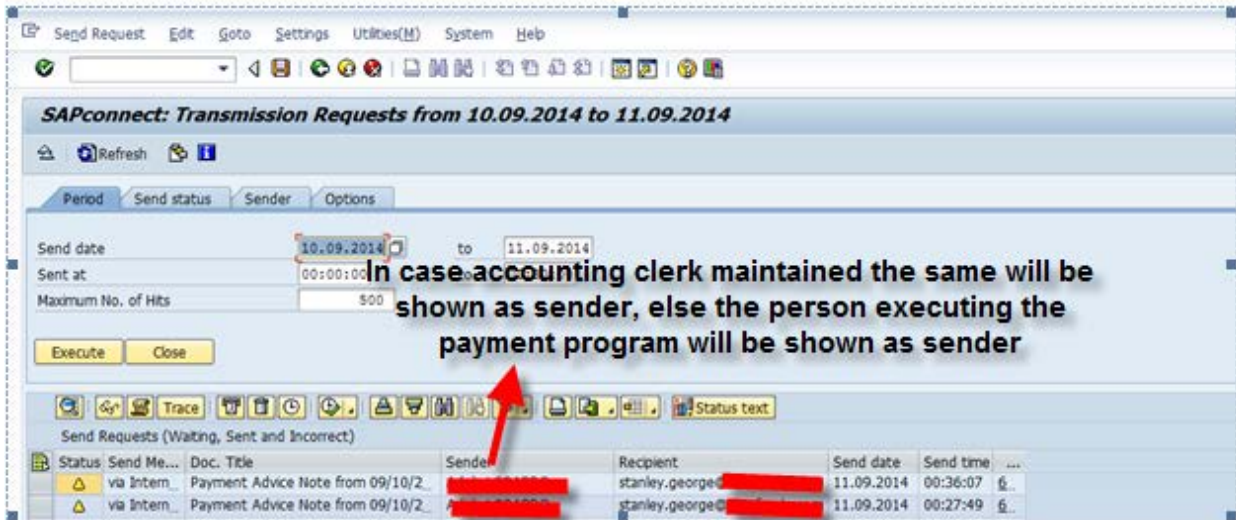 Send Request Edit Goto Settings Utilities(M) System Help
SAPconnect: Transmission Requests from 10.09.2014 to 11.09.2014
Refresh
Period Send status Sender Options
Send date 10.09.2014 to 11.09.2014
Sent at 00:00:00
Maximum No. of Hits 500
In case accounting clerk maintained the same will be
shown as sender, else the person executing the
payment program will be shown as sender
Execute Close
Trace Status text
Send Requests (Waiting, Sent and Incorrect)
Status Send Me... Doc. Title Sender Recipient Send date Send time ...
via Intern_ Payment Advice Note from 09/10/2_ stanley.george@ 11.09.2014 00:36:07 6_
via Intern_ Payment Advice Note from 09/10/2_ stanley.george@ 11.09.2014 00:27:49 6_